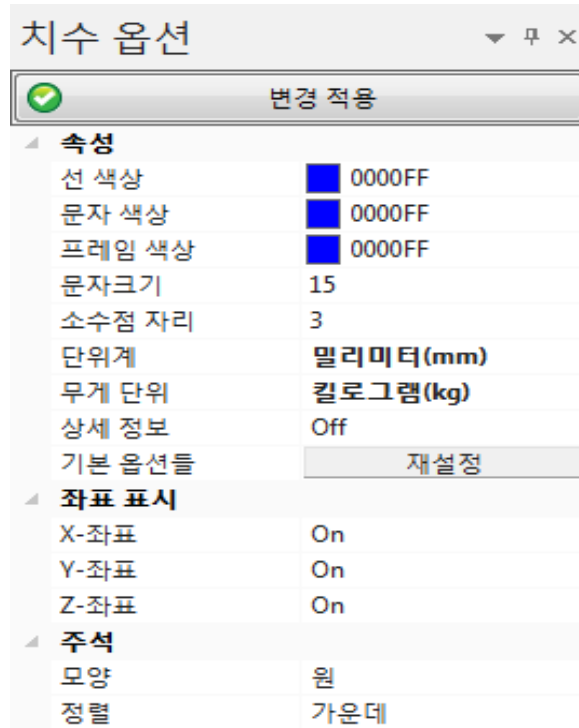 치수 옵션
변경 적용
속성
선 색상 0000FF
문자 색상 0000FF
프레임 색상 0000FF
문자크기 15
소수점 자리 3
단위계 밀리미터(mm)
무게 단위 킬로그램(kg)
상세 정보 Off
기본 옵션들 재설정
좌표 표시
X-좌표 On
Y-좌표 On
Z-좌표 On
주석
모양 원
정렬 가운데